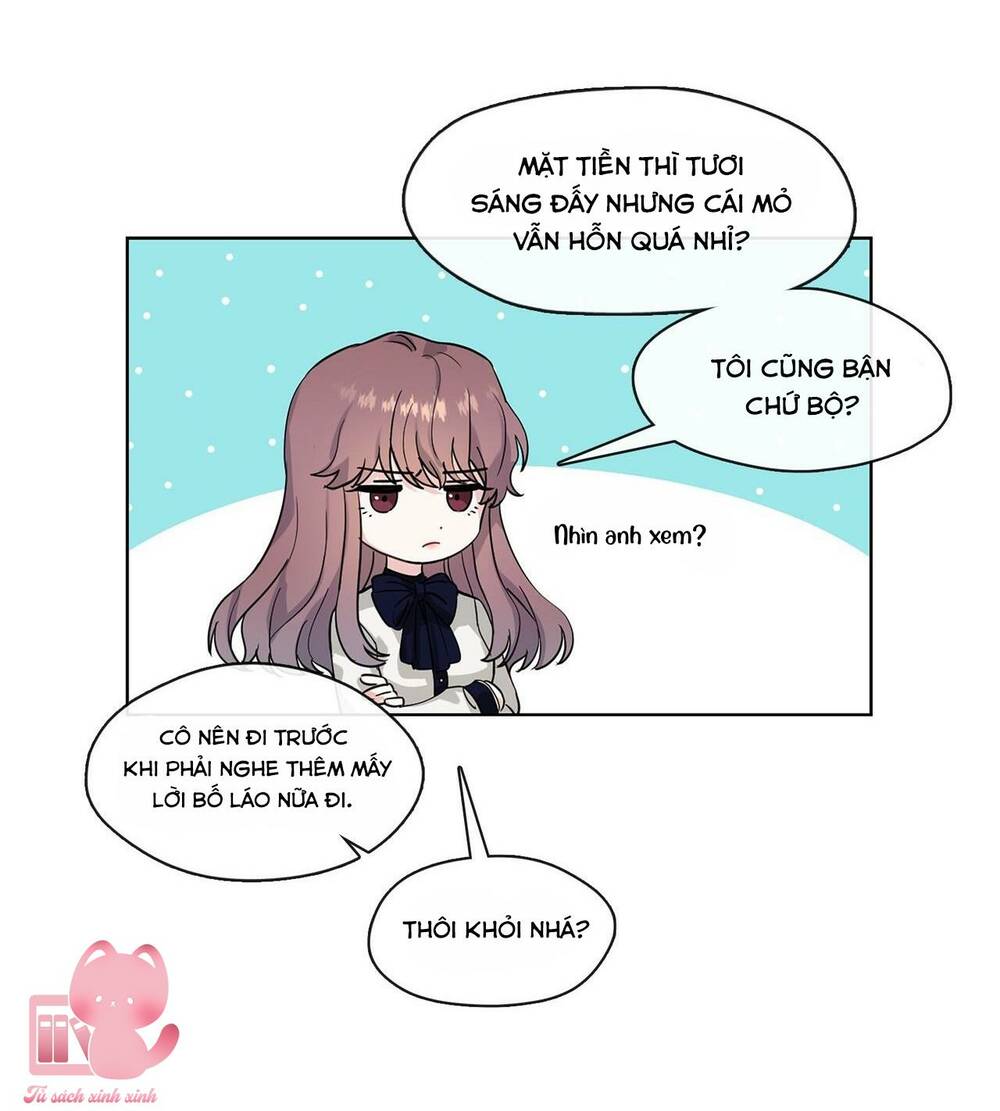 MẶT TIỀN THÌ TƯƠI
SÁNG ĐẤY NHƯNG CÁI MỎ
VẪN HỖN QUÁ NHỈ?
TÔI CŨNG BẬN
CHỨ BỘ?
Nhìn anh xem?
CÔ NÊN ĐI TRƯỚC
KHI PHẢI NGHE THÊM MẤY
LỜI BỐ LÁO NỮA ĐI.
THÔI KHỎI NHÁ?
Tủ sách xinh xinh